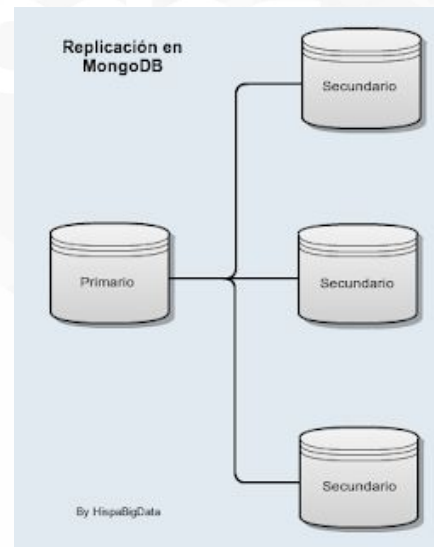 Replicación en
MongoDB
Secundario
Primario
Secundario
Secundario
By HispaBigData